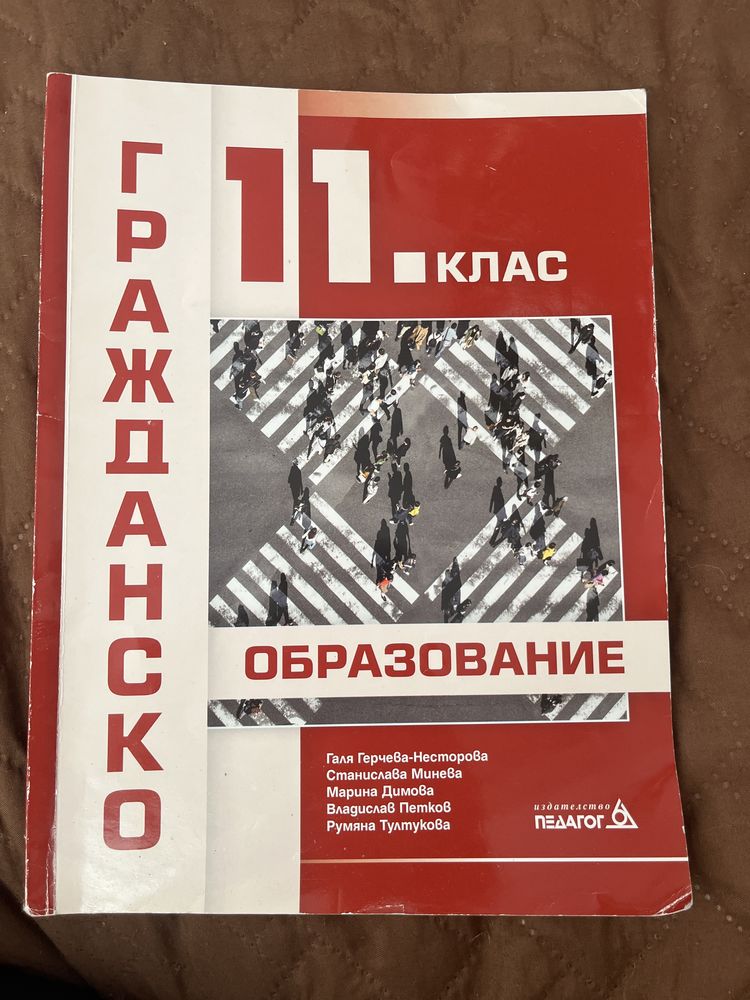 ГРАЖДАНСКО
11. КЛАС
ОБРАЗОВАНИЕ
Галя Герчева-Несторова
Станислава Минева
Марина Димова
Владислав Петков
Румяна Тултукова
издателство
ПЕДАГОГ 6